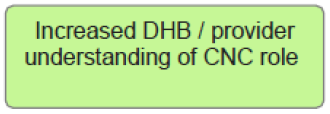 Increased DHB / provider
understanding of CNC role